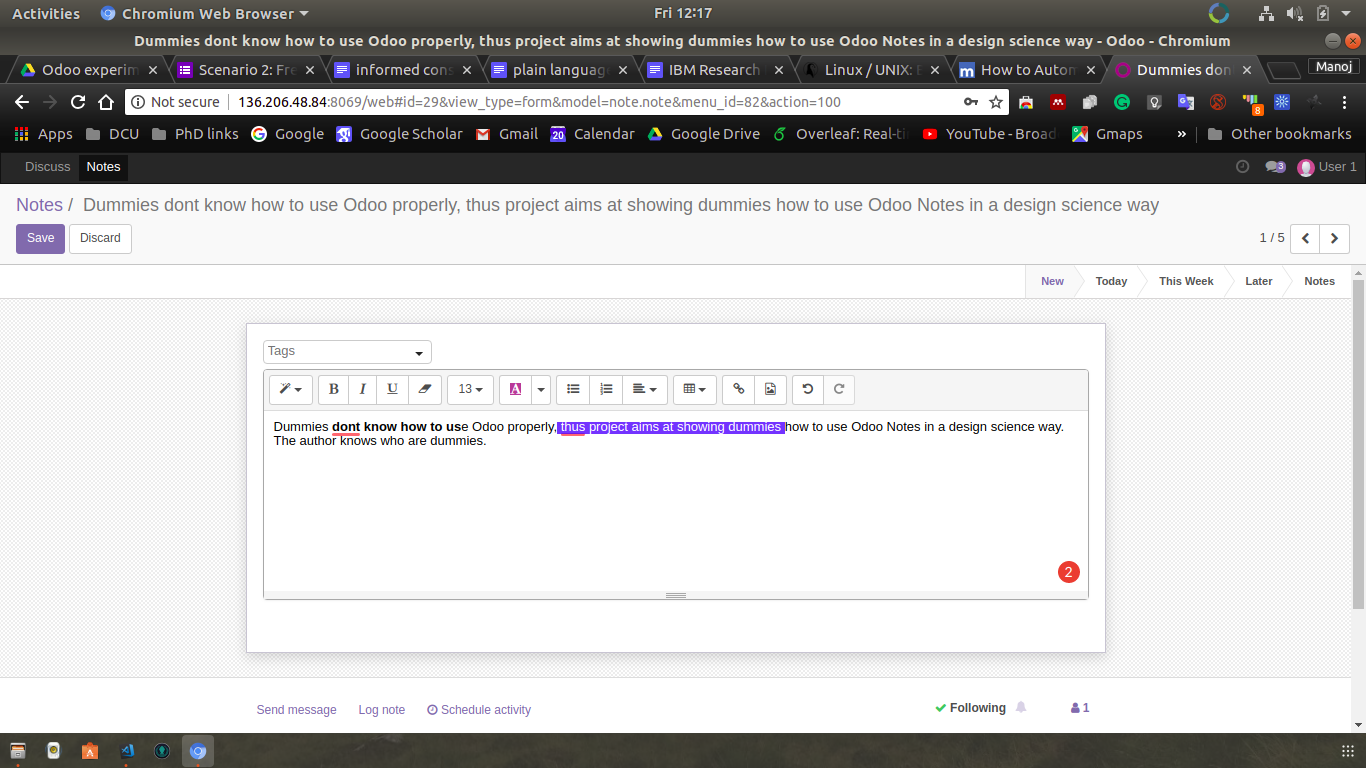 Activities Chromium Web Browser Fri 12:17
Dummies dont know how to use Odoo properly, thus project aims at showing dummes how to use Odoo Notes in a design science way - Odoo - Chromium
Odoo experim Scenario 2: Fre informed cons plain language IBM Research Linux / UNIX: How to Autom Dummies don Manoj
Not secure 136.206.48.84:8069/web#id=29&view_type=form&model=note.note&menu_id=82&action=100 8
Apps DCU PhD links Google Google Scholar Gmail 20 Calendar Google Drive Overleaf: Real-ti YouTube - Broad Gmaps » Other bookmarks
Discuss Notes 3 User 1
Notes / Dummies dont know how to use Odoo properly, thus project aims at showing dummies how to use Odoo Notes in a design science way
Save Discard 1 / 5
New Today This Week Later Notes
Tags
B I U 13 A
Dummies dont know how to use Odoo properly, thus project aims at showing dummies how to use Odoo Notes in a design science way.
The author knows who are dummies.
2
Send message Log note Schedule activity Following 1